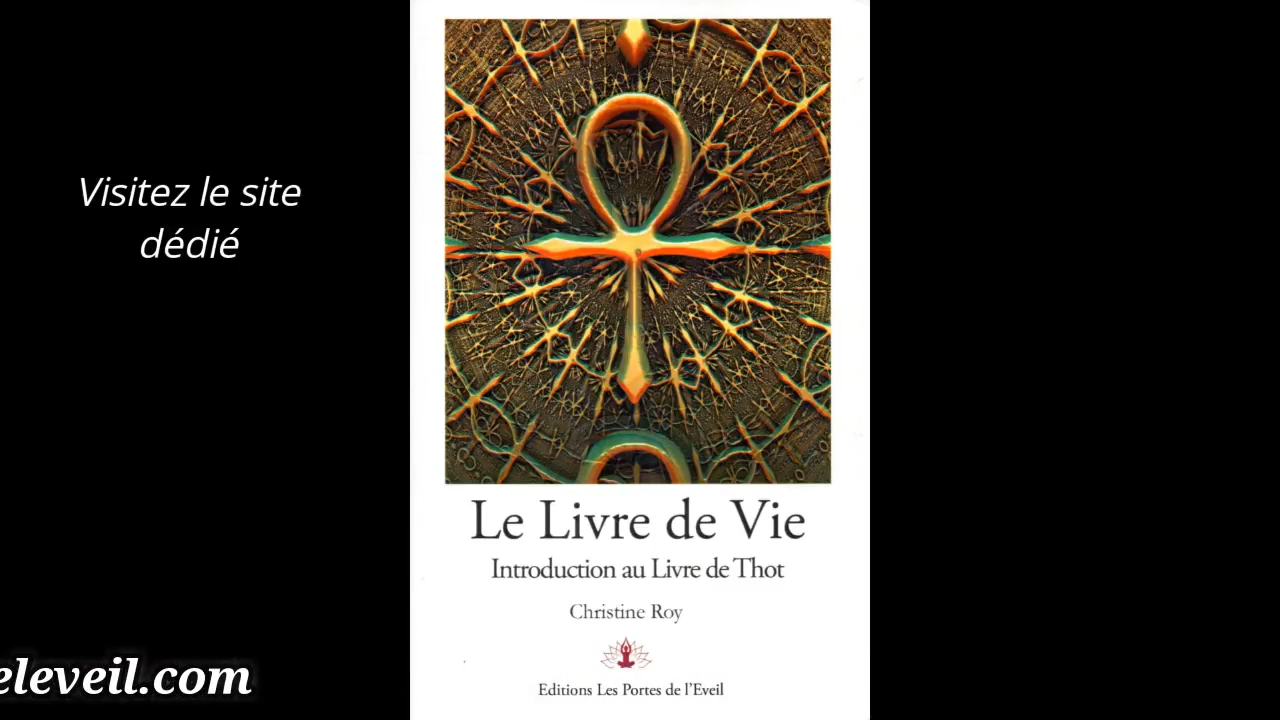 Visitez le site
dédié
Le Livre de Vie
Introduction au Livre de Thot
Christine Roy
Editions Les Portes de l'Eveil
eleveil.com